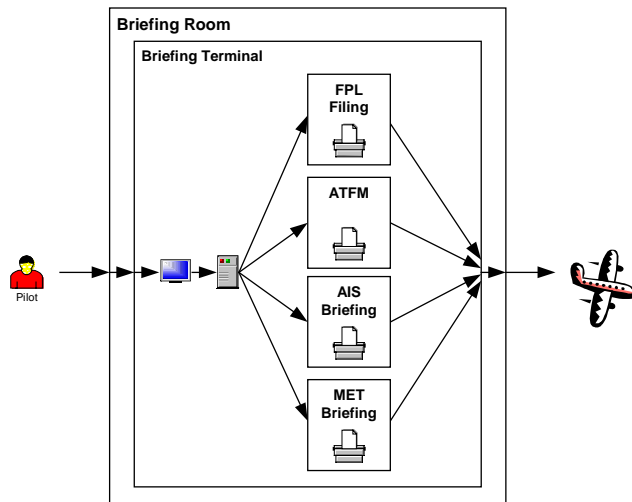 Briefing Room
Briefing Terminal
FPL
Filing
ATFM
AIS
Briefing
MET
Briefing
Pilot